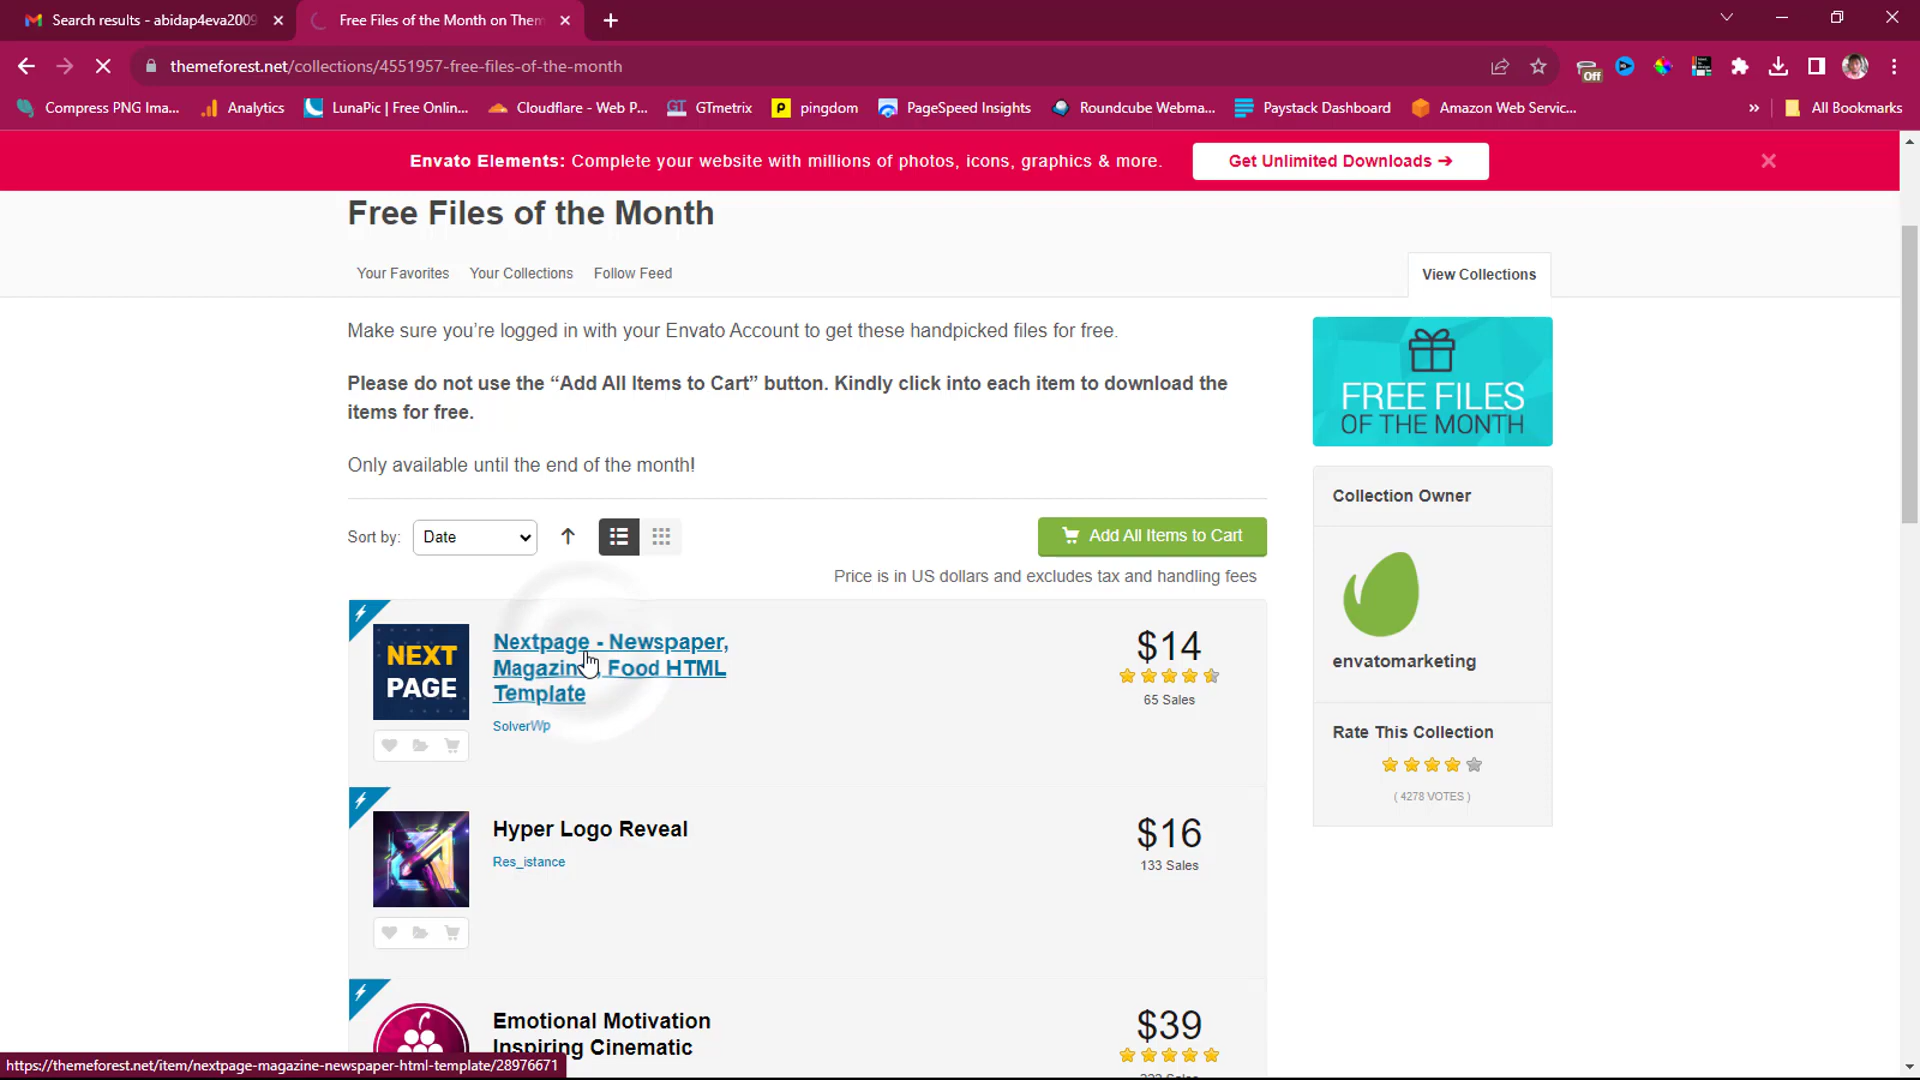 Search results - abidap4eva2009
Free Files of the Month on Them
themeforest.net/collections/4551957-free-files-of-the-month
Off
Compress PNG Ima...
Analytics
LunaPic | Free Onlin...
Cloudflare - Web P...
GTmetrix
pingdom
PageSpeed Insights
Roundcube Webma...
Paystack Dashboard
Amazon Web Servic...
»
All Bookmarks
Envato Elements: Complete your website with millions of photos, icons, graphics & more.
Get Unlimited Downloads →
Free Files of the Month
Your Favorites
Your Collections
Follow Feed
View Collections
Make sure you’re logged in with your Envato Account to get these handpicked files for free.
Please do not use the “Add All Items to Cart” button. Kindly click into each item to download the
items for free.
Only available until the end of the month!
FREE FILES
OF THE MONTH
Collection Owner
envatomarketing
Rate This Collection
( 4278 VOTES )
Sort by:
Date
Add All Items to Cart
Price is in US dollars and excludes tax and handling fees
NEXT
PAGE
Nextpage - Newspaper,
Magazine, Food HTML
Template
SolverWp
$14
65 Sales
Hyper Logo Reveal
Res_istance
$16
133 Sales
Emotional Motivation
Inspiring Cinematic
$39
https://themeforest.net/item/nextpage-magazine-newspaper-html-template/28976671